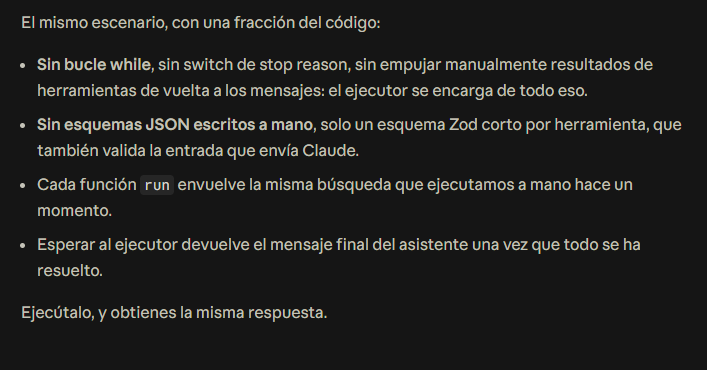 El mismo escenario, con una fracción del código:
• Sin bucle while, sin switch de stop reason, sin empujar manualmente resultados de
herramientas de vuelta a los mensajes: el ejecutor se encarga de todo eso.
• Sin esquemas JSON escritos a mano, solo un esquema Zod corto por herramienta, que
también valida la entrada que envía Claude.
• Cada función run envuelve la misma búsqueda que ejecutamos a mano hace un
momento.
• Esperar al ejecutor devuelve el mensaje final del asistente una vez que todo se ha
resuelto.
Ejecútalo, y obtienes la misma respuesta.